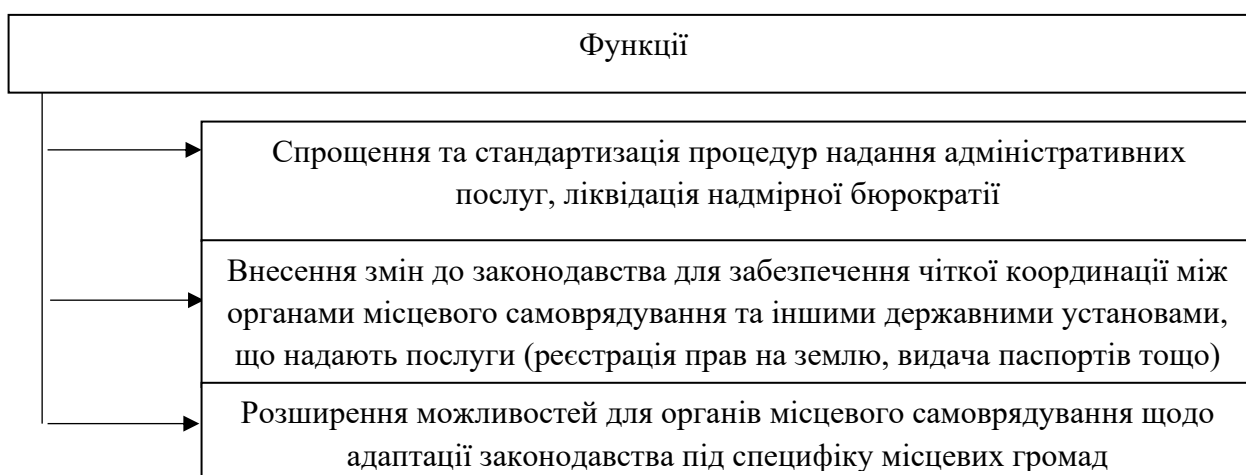 Функції
Спрощення та стандартизація процедур надання адміністративних
послуг, ліквідація надмірної бюрократії
Внесення змін до законодавства для забезпечення чіткої координації між
органами місцевого самоврядування та іншими державними установами,
що надають послуги (реєстрація прав на землю, видача паспортів тощо)
Розширення можливостей для органів місцевого самоврядування щодо
адаптації законодавства під специфіку місцевих громад